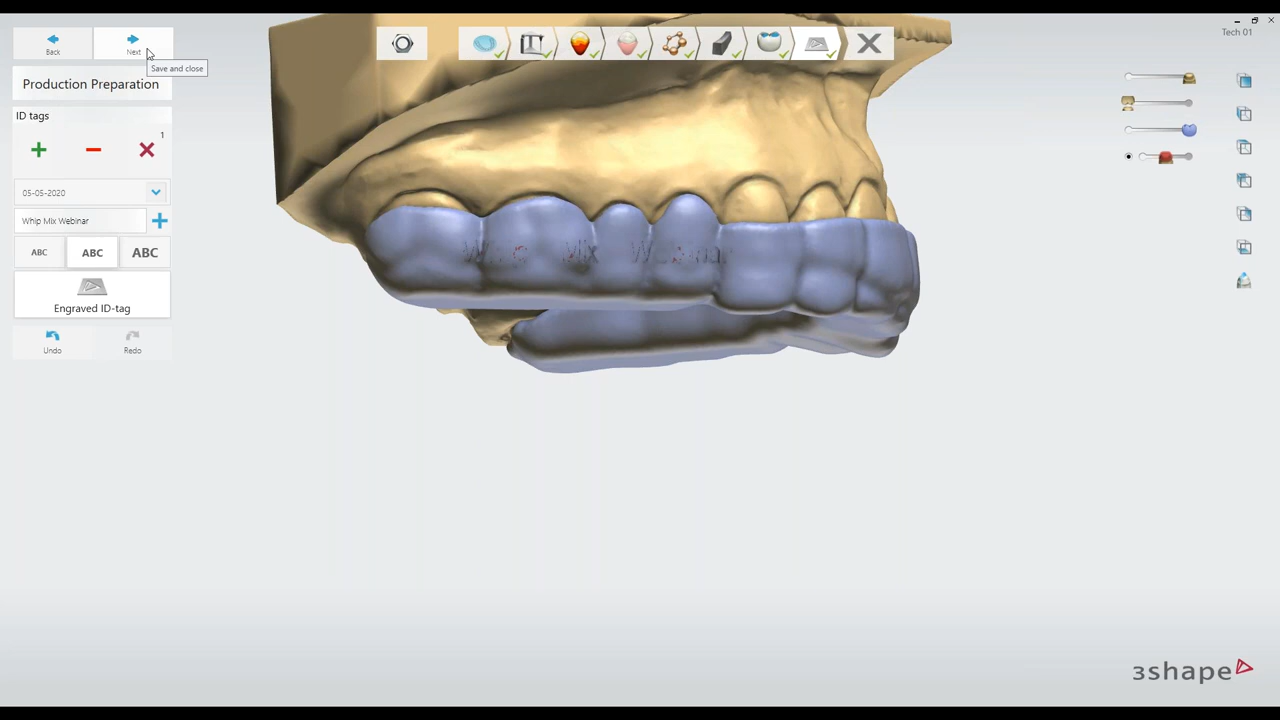 Tech 01
Back
Next
Save and close
Production Preparation
ID tags
1
05-05-2020
Whip Mix Webinar
ABC
ABC
ABC
Engraved ID-tag
Undo
Redo
Mix
3shape